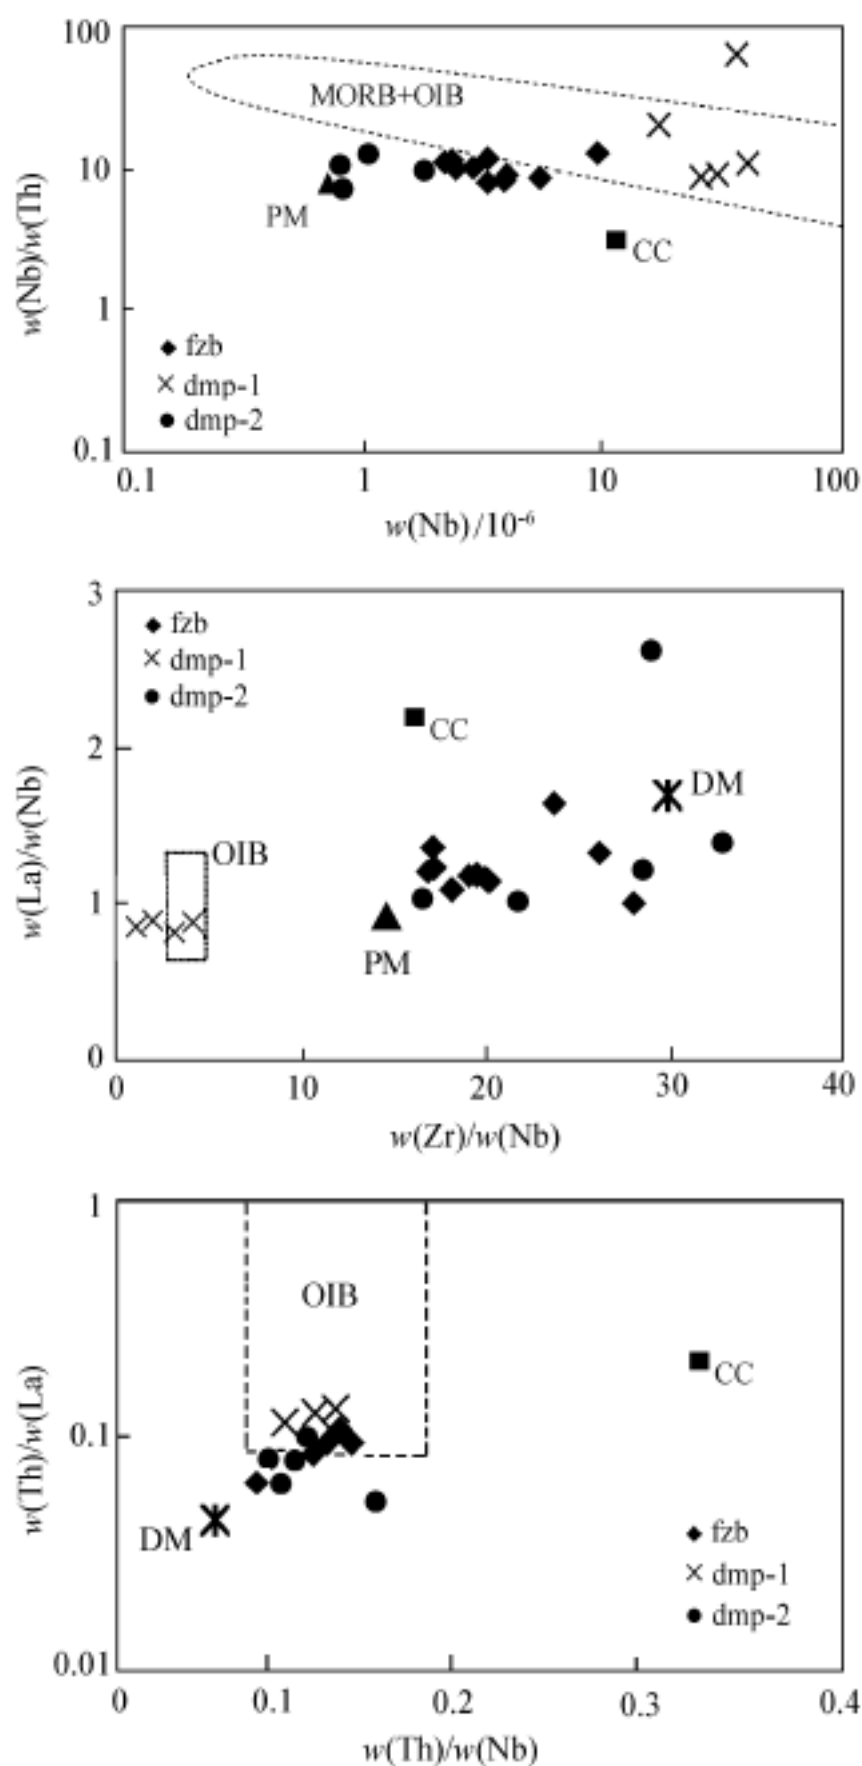 100
MORB+OIB
10
PM
CC
w(Nb)/w(Th)
1
fzb
dmp-1
dmp-2
0.1
0.1 1 10 100
w(Nb)/10⁻⁶
3
fzb
dmp-1
dmp-2
CC
2
DM
w(La)/w(Nb)
OIB
1
PM
0
0 10 20 30 40
w(Zr)/w(Nb)
1
OIB
CC
0.1
w(Th)/w(La)
DM
fzb
dmp-1
dmp-2
0.01
0 0.1 0.2 0.3 0.4
w(Th)/w(Nb)